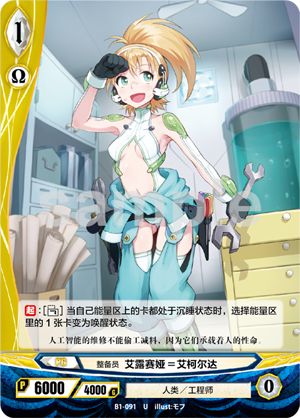 1
Ω
sample
起:[ ]当自己能量区上的卡都处于沉睡状态时，选择能量区
里的1张卡变为唤醒状态。
人工智能的维修不能偷工减料，因为它们承载着人的性命。
整备员 艾露赛娅＝艾柯尔达
P 6000
4000 G
人类／工程师
0
B1-091 U illust:モフ